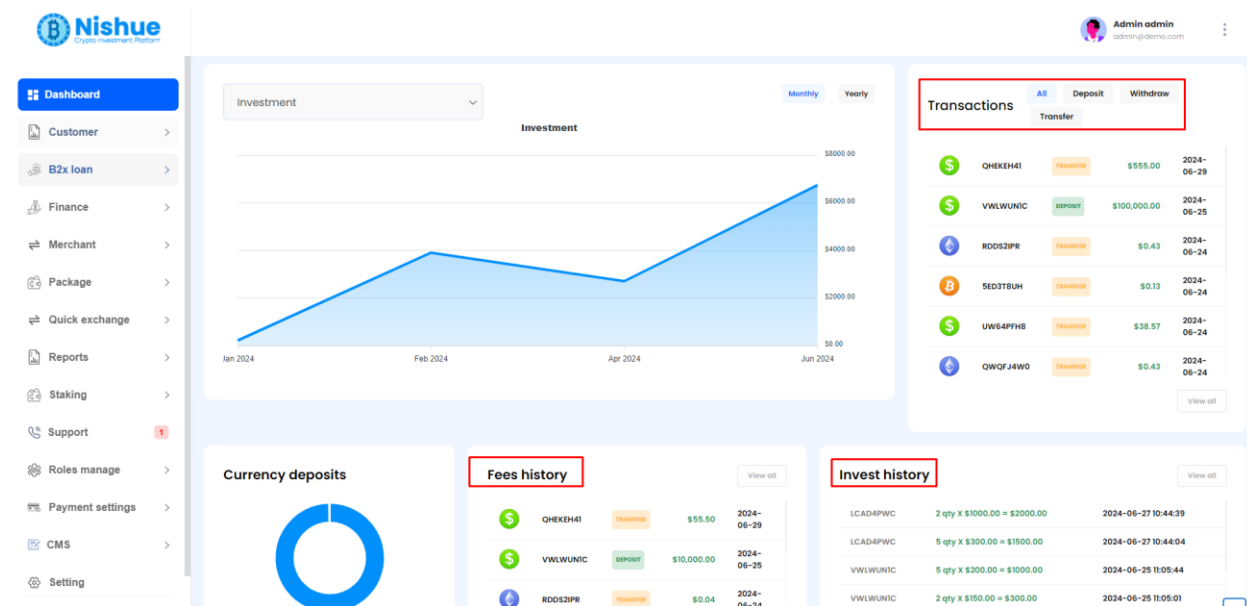 Nishue
Crypto Investment Platform
Admin admin
admin@demo.com
Dashboard
Customer
B2x loan
Finance
Merchant
Package
Quick exchange
Reports
Staking
Support 1
Roles manage
Payment settings
CMS
Setting
Investment
Monthly Yearly
Investment
$8000.00
$6000.00
$4000.00
$2000.00
$0.00
Jan 2024 Feb 2024 Apr 2024 Jun 2024
Transactions All Deposit Withdraw
Transfer
QHEKEH41 TRANSFER $555.00 2024-
06-29
VWLWUN1C DEPOSIT $100,000.00 2024-
06-25
RDDS2IPR TRANSFER $0.43 2024-
06-24
5ED3T8UH TRANSFER $0.13 2024-
06-24
UW64PFH8 TRANSFER $38.57 2024-
06-24
QWQFJ4W0 TRANSFER $0.43 2024-
06-24
View all
Currency deposits
Fees history View all
QHEKEH41 TRANSFER $55.50 2024-
06-29
VWLWUN1C DEPOSIT $10,000.00 2024-
06-25
RDDS2IPR TRANSFER $0.04 2024-
06-24
Invest history View all
LCAD4PWC 2 qty X $1000.00 = $2000.00 2024-06-27 10:44:39
LCAD4PWC 5 qty X $300.00 = $1500.00 2024-06-27 10:44:04
VWLWUN1C 5 qty X $200.00 = $1000.00 2024-06-25 11:05:44
VWLWUN1C 2 qty X $150.00 = $300.00 2024-06-25 11:05:01